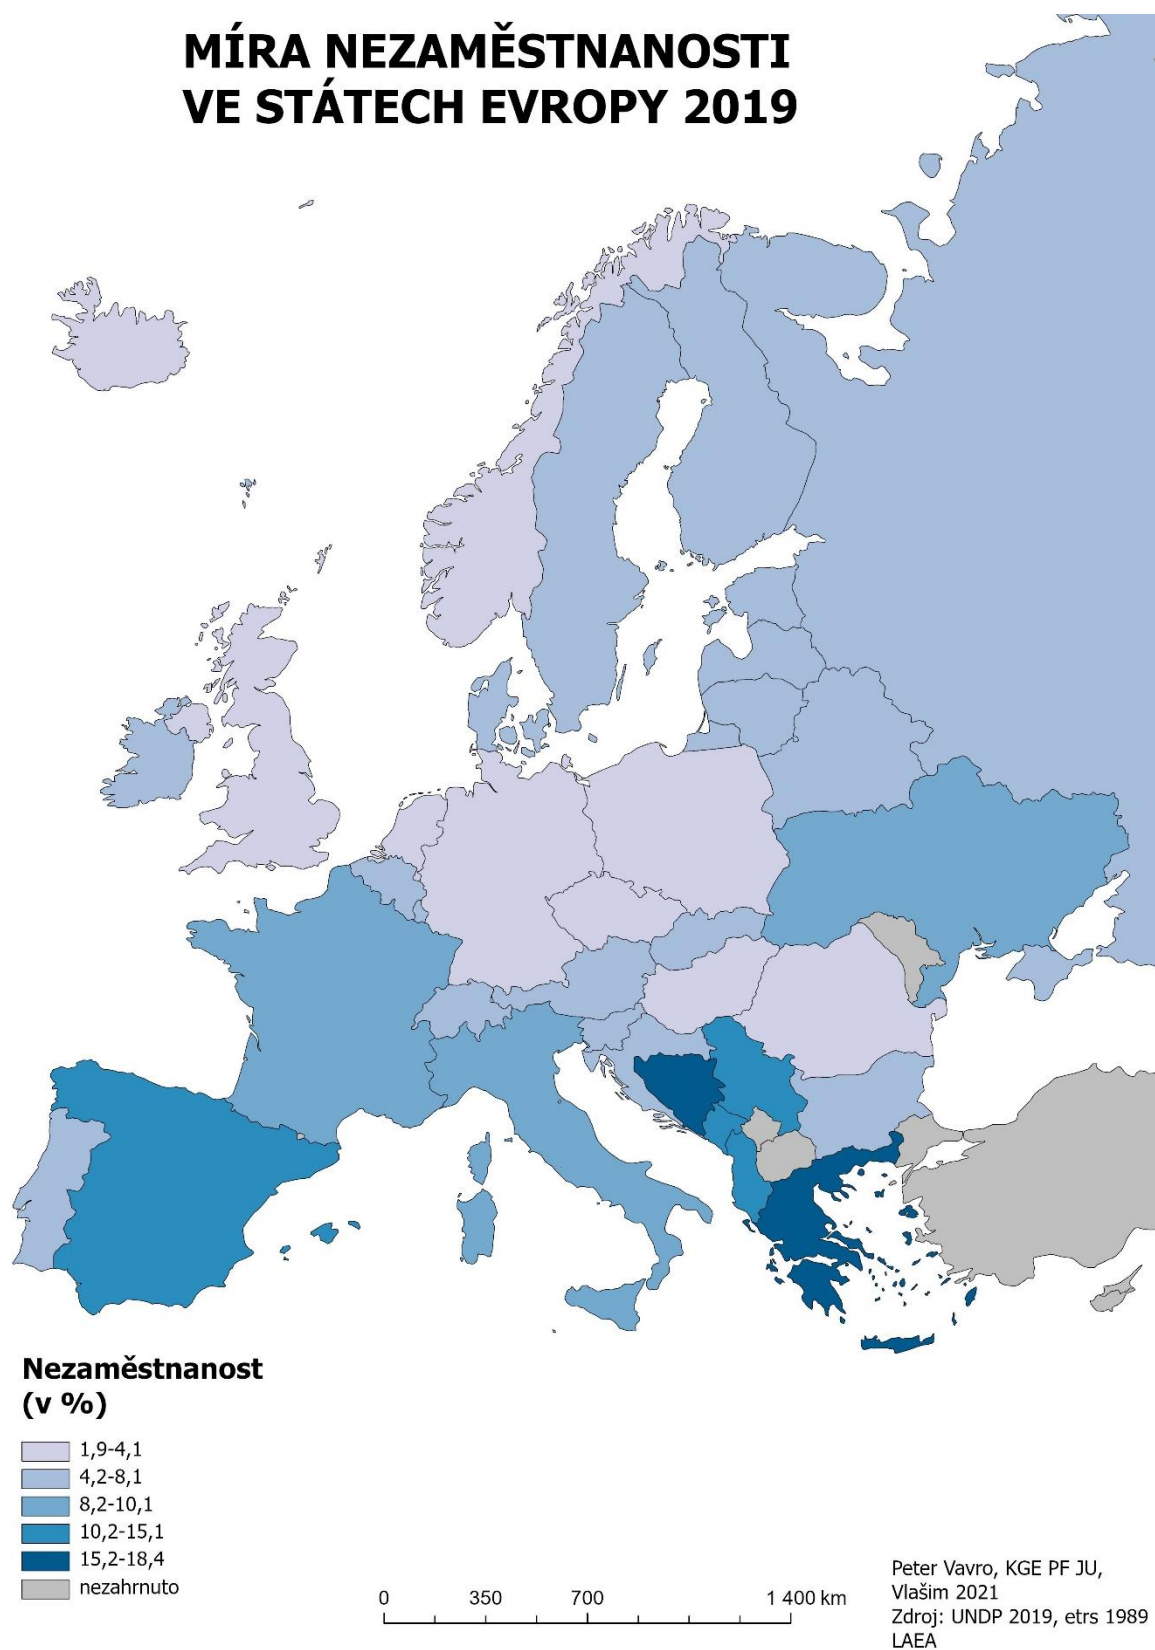 MÍRA NEZAMĚSTNANOSTI
VE STÁTECH EVROPY 2019
Nezaměstnanost
(v %)
1,9-4,1
4,2-8,1
8,2-10,1
10,2-15,1
15,2-18,4
nezahrnuto
0 350 700 1 400 km
Peter Vavro, KGE PF JU,
Vlašim 2021
Zdroj: UNDP 2019, etrs 1989
LAEA